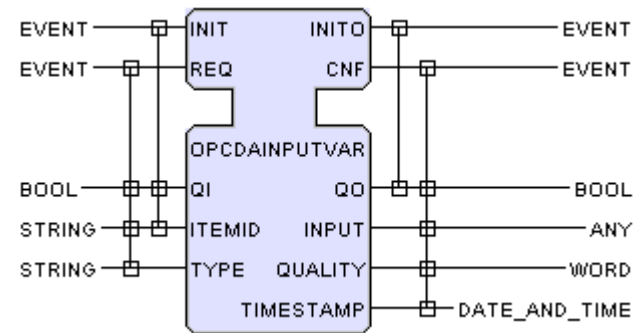 EVENT INIT INITO EVENT
EVENT REQ CNF EVENT
OPCDAINPUTVAR
BOOL QI QO BOOL
STRING ITEMID INPUT ANY
STRING TYPE QUALITY WORD
TIMESTAMP DATE_AND_TIME